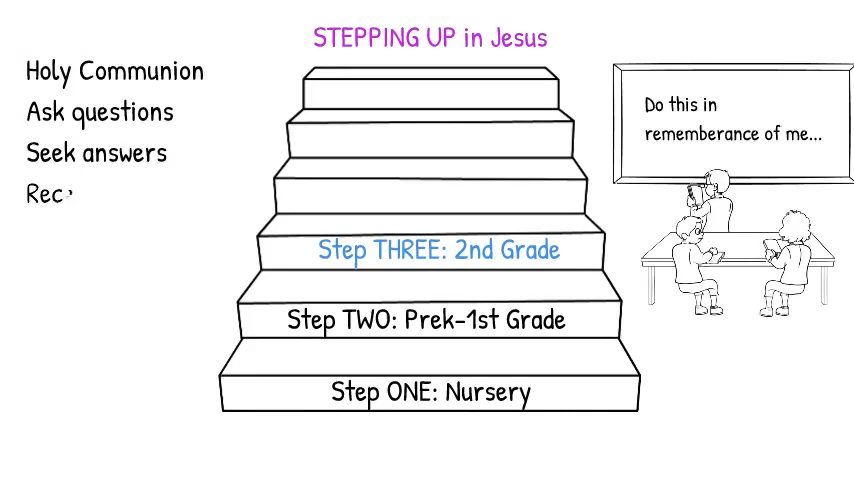 STEPPING UP in Jesus
Holy Communion
Ask questions
Seek answers
Rec
Do this in
rememberance of me...
Step THREE: 2nd Grade
Step TWO: Prek-1st Grade
Step ONE: Nursery